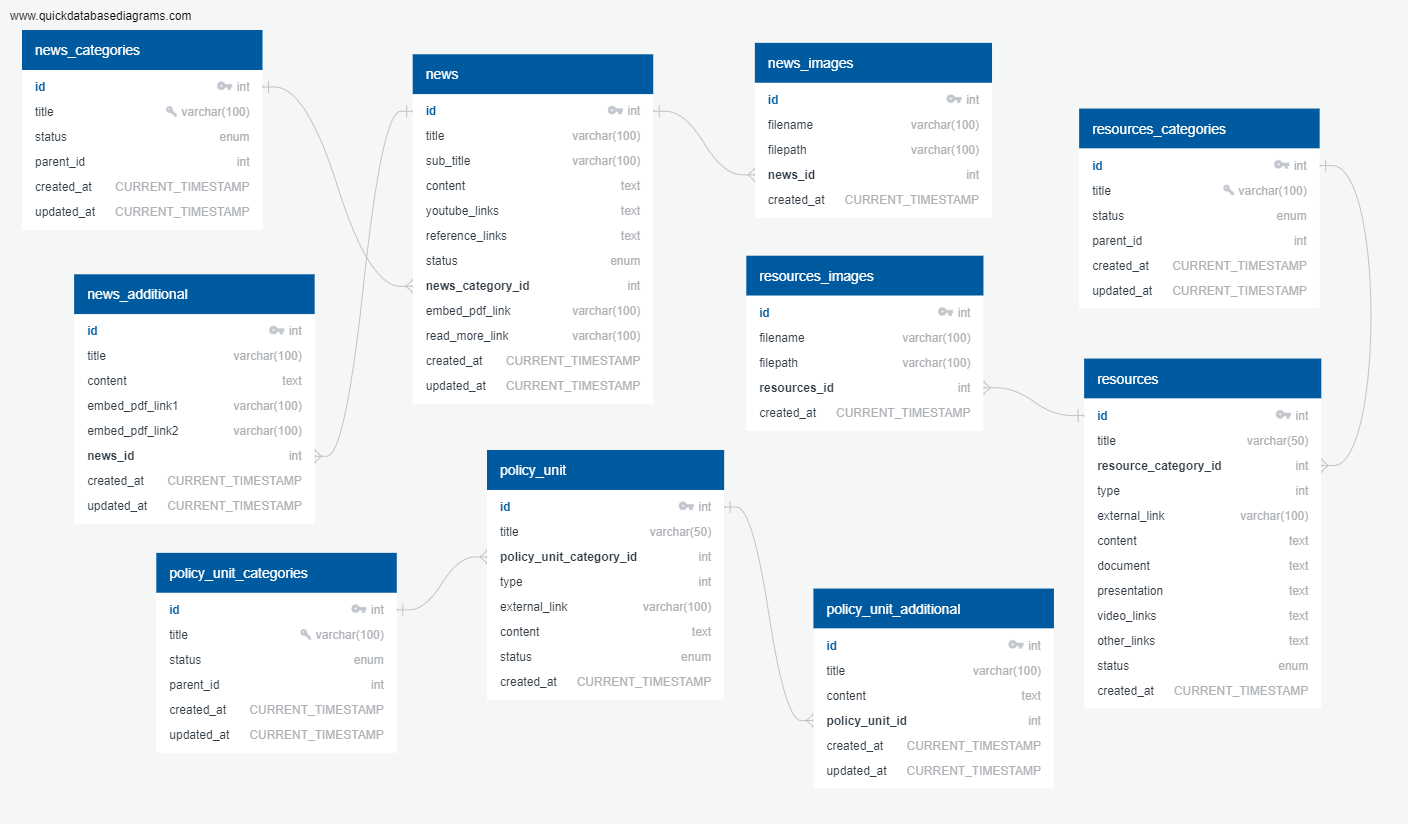 www.quickdatabasediagrams.com
news_categories
id int
title varchar(100)
status enum
parent_id int
created_at CURRENT_TIMESTAMP
updated_at CURRENT_TIMESTAMP
news
id int
title varchar(100)
sub_title varchar(100)
content text
youtube_links text
reference_links text
status enum
news_category_id int
embed_pdf_link varchar(100)
read_more_link varchar(100)
created_at CURRENT_TIMESTAMP
updated_at CURRENT_TIMESTAMP
news_images
id int
filename varchar(100)
filepath varchar(100)
news_id int
created_at CURRENT_TIMESTAMP
resources_categories
id int
title varchar(100)
status enum
parent_id int
created_at CURRENT_TIMESTAMP
updated_at CURRENT_TIMESTAMP
news_additional
id int
title varchar(100)
content text
embed_pdf_link1 varchar(100)
embed_pdf_link2 varchar(100)
news_id int
created_at CURRENT_TIMESTAMP
updated_at CURRENT_TIMESTAMP
resources_images
id int
filename varchar(100)
filepath varchar(100)
resources_id int
created_at CURRENT_TIMESTAMP
resources
id int
title varchar(50)
resource_category_id int
type int
external_link varchar(100)
content text
document text
presentation text
video_links text
other_links text
status enum
created_at CURRENT_TIMESTAMP
policy_unit
id int
title varchar(50)
policy_unit_category_id int
type int
external_link varchar(100)
content text
status enum
created_at CURRENT_TIMESTAMP
policy_unit_categories
id int
title varchar(100)
status enum
parent_id int
created_at CURRENT_TIMESTAMP
updated_at CURRENT_TIMESTAMP
policy_unit_additional
id int
title varchar(100)
content text
policy_unit_id int
created_at CURRENT_TIMESTAMP
updated_at CURRENT_TIMESTAMP